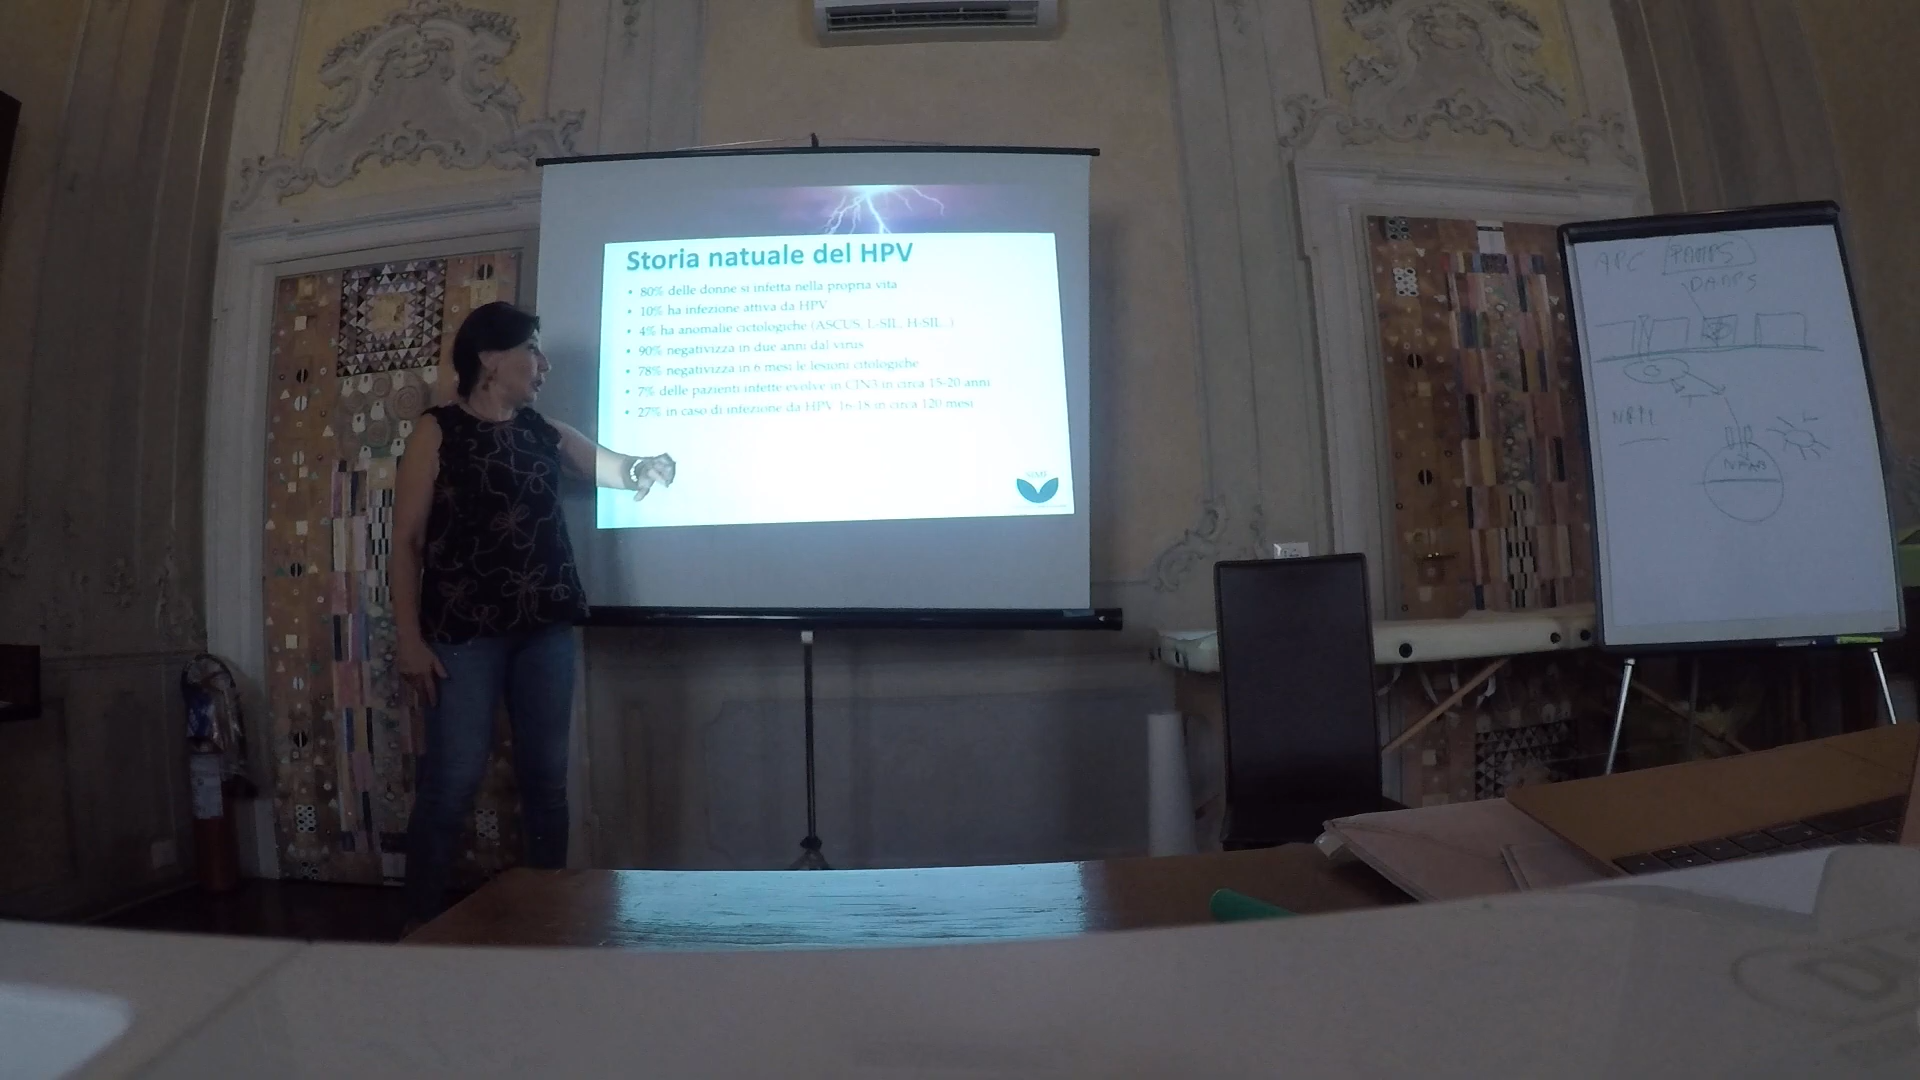 Storia natuale del HPV
• 80% delle donne si infetta nella propria vita
• 10% ha infezione attiva da HPV
• 4% ha anomalie cictologiche (ASCUS, L-SIL, H-SIL..)
• 90% negativizza in due anni dal virus
• 78% negativizza in 6 mesi le lesioni citologiche
• 7% delle pazienti infette evolve in CIN3 in circa 15-20 anni
• 27% in caso di infezione da HPV 16-18 in circa 120 mesi
APC PAMPS
DAMPS